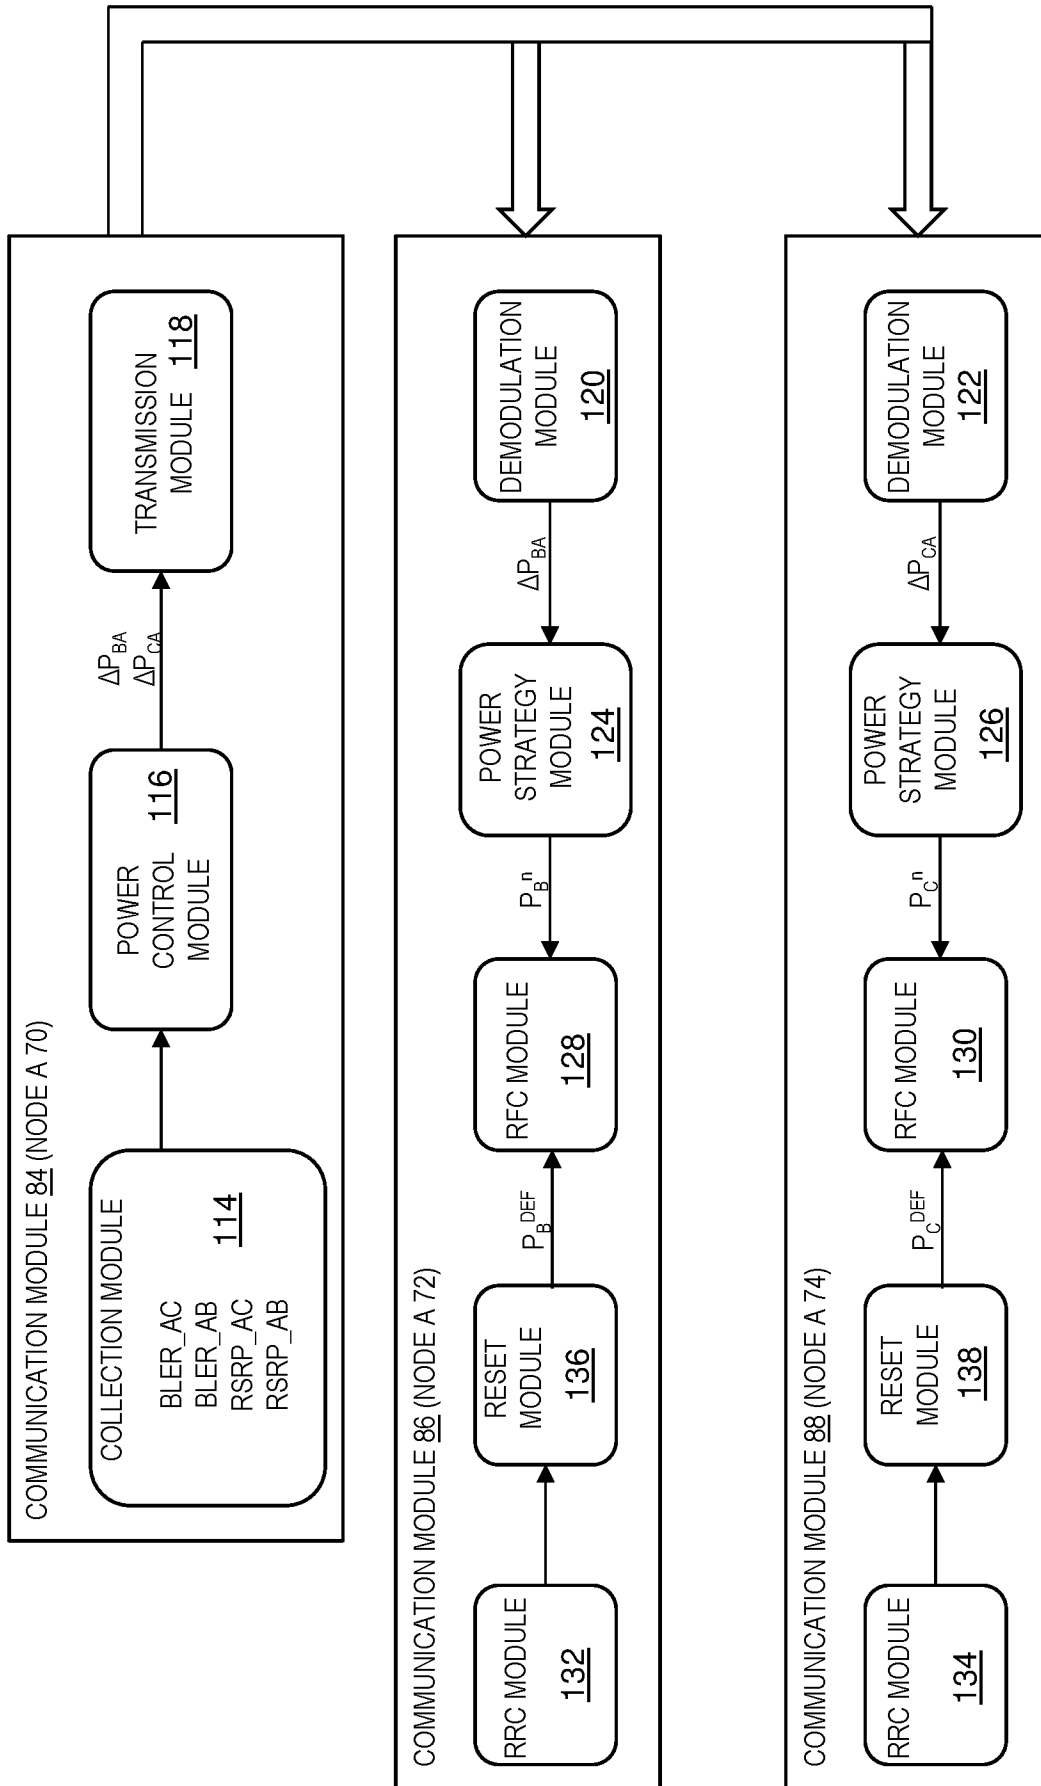 COMMUNICATION MODULE 84 (NODE A 70)
COLLECTION MODULE
114
BLER_AC
BLER_AB
RSRP_AC
RSRP_AB
POWER
CONTROL
MODULE
116
ΔP_BA
ΔP_CA
TRANSMISSION
MODULE 118
COMMUNICATION MODULE 86 (NODE A 72)
RRC MODULE
132
RESET
MODULE
136
P_B^DEF
RFC MODULE
128
P_B^n
POWER
STRATEGY
MODULE
124
ΔP_BA
DEMODULATION
MODULE
120
COMMUNICATION MODULE 88 (NODE A 74)
RRC MODULE
134
RESET
MODULE
138
P_C^DEF
RFC MODULE
130
P_C^n
POWER
STRATEGY
MODULE
126
ΔP_CA
DEMODULATION
MODULE
122